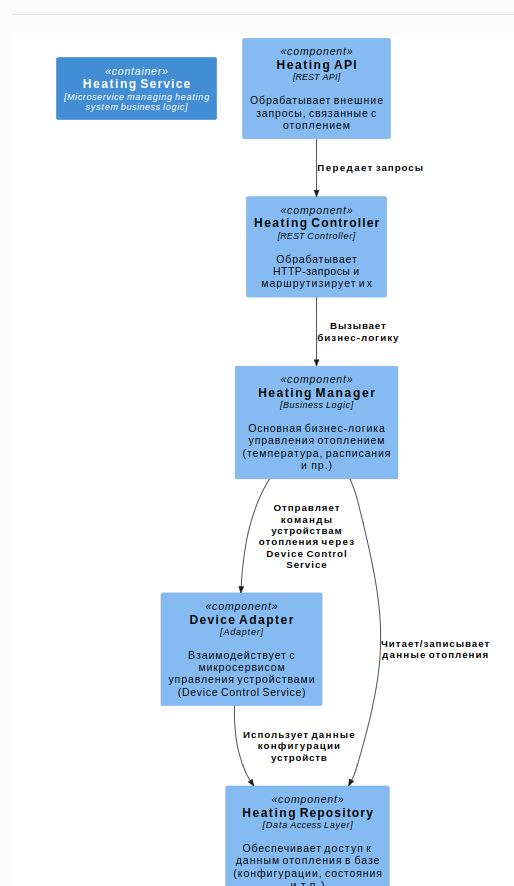 «container»
Heating Service
[Microservice managing heating
system business logic]
«component»
Heating API
[REST API]
Обрабатывает внешние
запросы, связанные с
отоплением
Передает запросы
«component»
Heating Controller
[REST Controller]
Обрабатывает
HTTP-запросы и
маршрутизирует их
Вызывает
бизнес-логику
«component»
Heating Manager
[Business Logic]
Основная бизнес-логика
управления отоплением
(температура, расписания
и пр.)
Отправляет
команды
устройствам
отопления через
Device Control
Service
Читает/записывает
данные отопления
«component»
Device Adapter
[Adapter]
Взаимодействует с
микросервисом
управления устройствами
(Device Control Service)
Использует данные
конфигурации
устройств
«component»
Heating Repository
[Data Access Layer]
Обеспечивает доступ к
данным отопления в базе
(конфигурации, состояния
и т.п.)